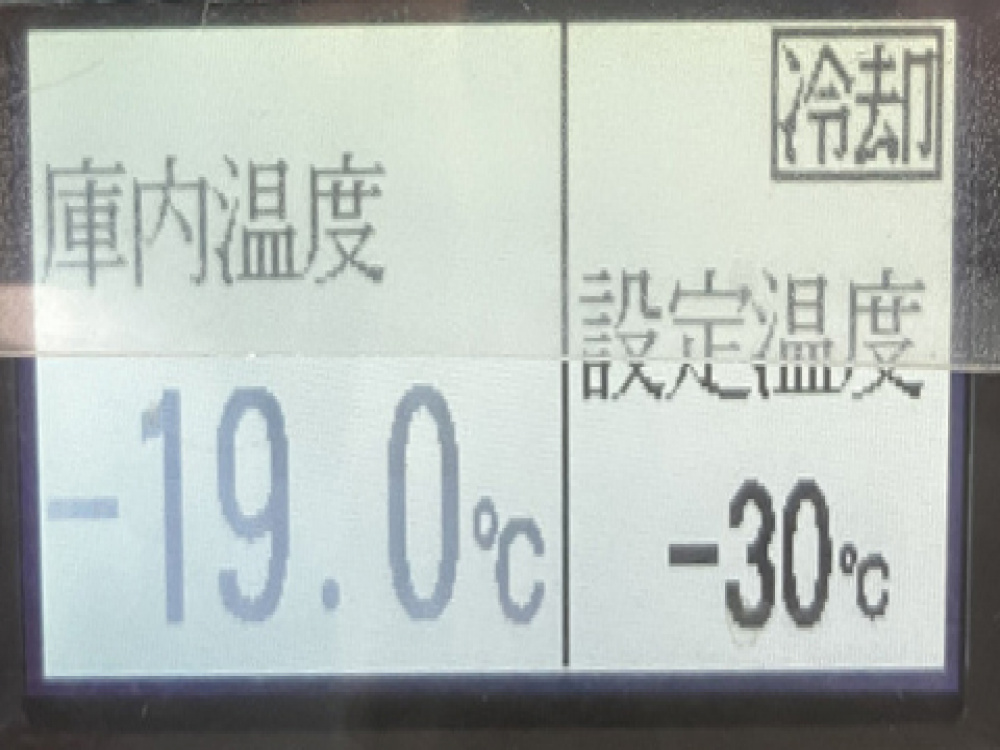 庫内温度
-19.0℃
冷却
設定温度
-30℃